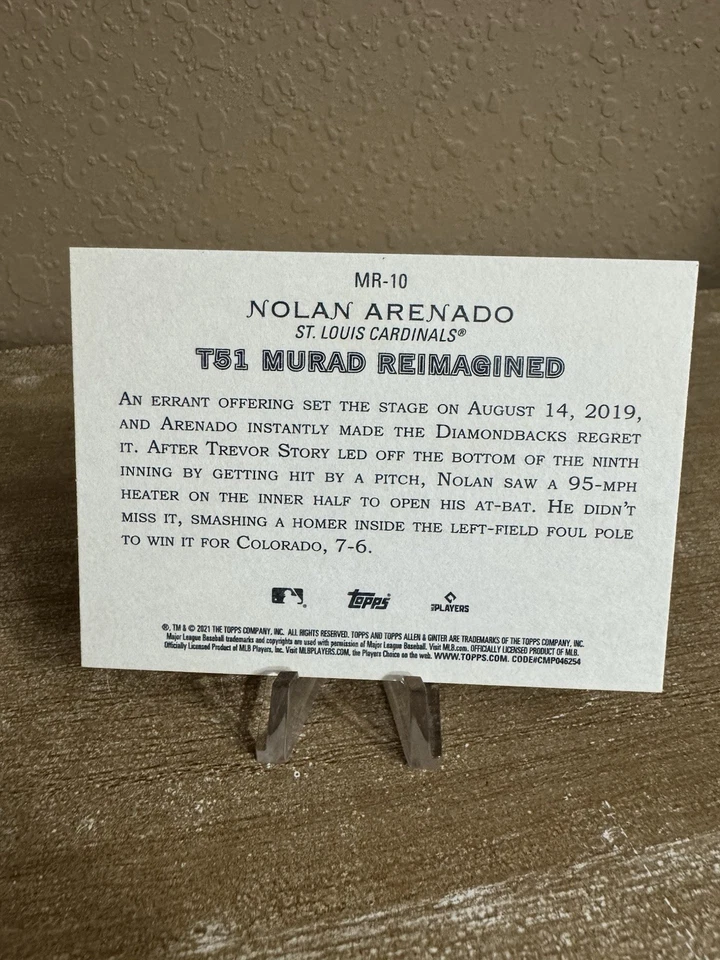 MR-10
NOLAN ARENADO
ST. LOUIS CARDINALS®
T51 MURAD REIMAGINED
AN ERRANT OFFERING SET THE STAGE ON AUGUST 14, 2019,
AND ARENADO INSTANTLY MADE THE DIAMONDBACKS REGRET
IT. AFTER TREVOR STORY LED OFF THE BOTTOM OF THE NINTH
INNING BY GETTING HIT BY A PITCH, NOLAN SAW A 95-MPH
HEATER ON THE INNER HALF TO OPEN HIS AT-BAT. HE DIDN'T
MISS IT, SMASHING A HOMER INSIDE THE LEFT-FIELD FOUL POLE
TO WIN IT FOR COLORADO, 7-6.
Topps PLAYERS
®, TM & © 2021 THE TOPPS COMPANY, INC. ALL RIGHTS RESERVED. TOPPS AND TOPPS ALLEN & GINTER ARE TRADEMARKS OF THE TOPPS COMPANY, INC.
Major League Baseball trademarks and copyrights are used with permission of Major League Baseball. Visit MLB.com. OFFICIALLY LICENSED PRODUCT OF MLB.
Officially Licensed Product of MLB Players, Inc. Visit MLBPLAYERS.COM, the Players Choice on the web. WWW.TOPPS.COM. CODE#CMP046254